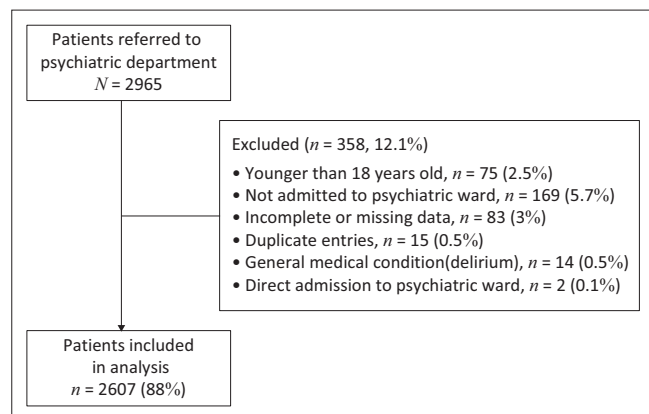 Patients referred to
psychiatric department
N = 2965
Excluded (n = 358, 12.1%)
• Younger than 18 years old, n = 75 (2.5%)
• Not admitted to psychiatric ward, n = 169 (5.7%)
• Incomplete or missing data, n = 83 (3%)
• Duplicate entries, n = 15 (0.5%)
• General medical condition(delirium), n = 14 (0.5%)
• Direct admission to psychiatric ward, n = 2 (0.1%)
Patients included
in analysis
n = 2607 (88%)